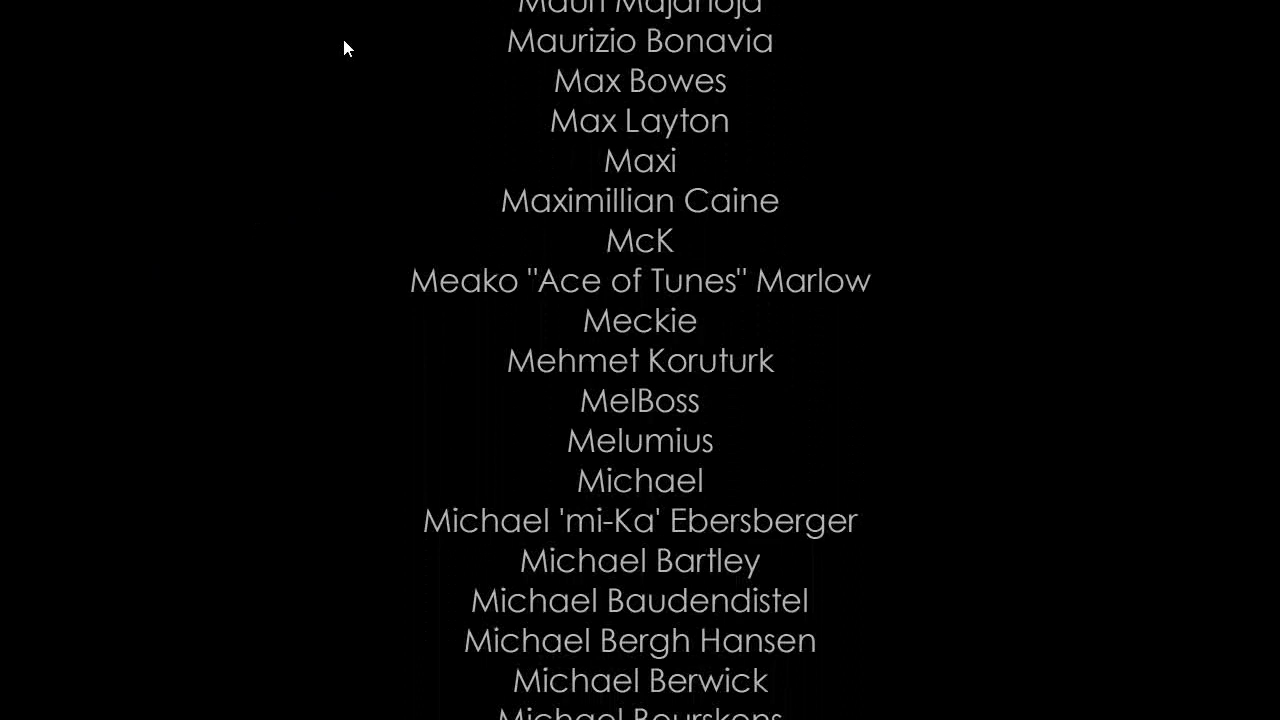 Maurizio Bonavia
Max Bowes
Max Layton
Maxi
Maximillian Caine
McK
Meako "Ace of Tunes" Marlow
Meckie
Mehmet Koruturk
MelBoss
Melumius
Michael
Michael 'mi-Ka' Ebersberger
Michael Bartley
Michael Baudendistel
Michael Bergh Hansen
Michael Berwick
Michael